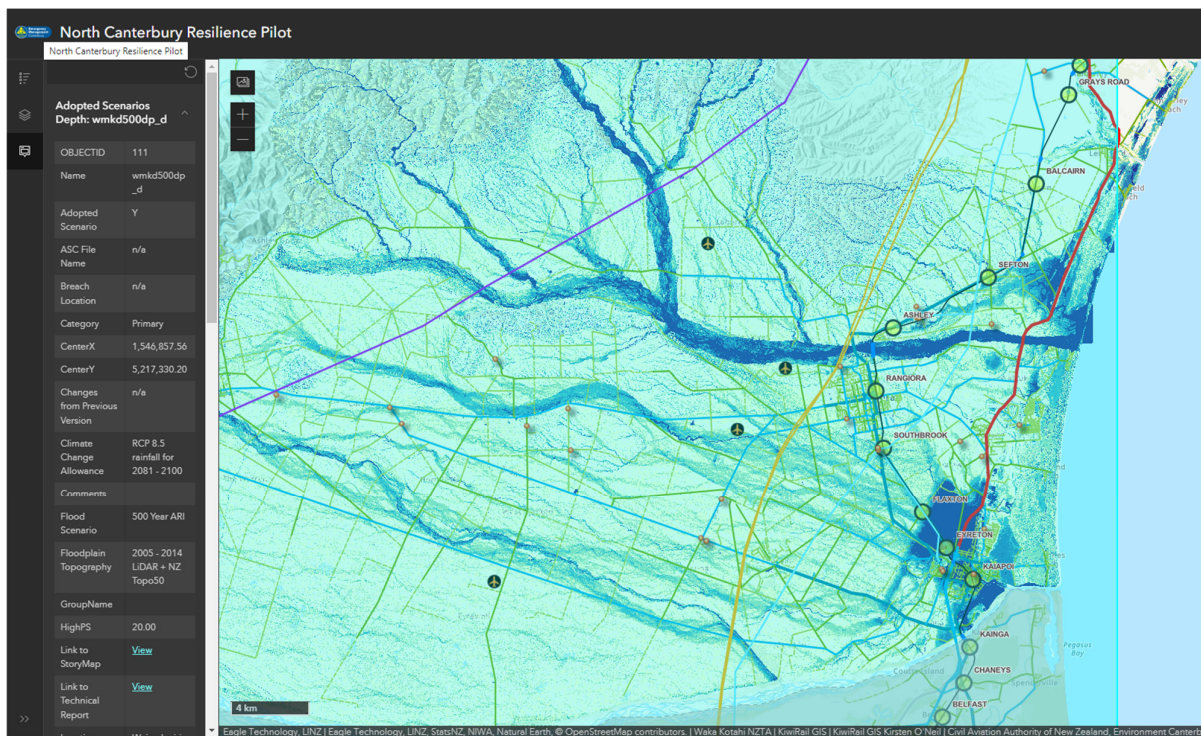 North Canterbury Resilience Pilot
North Canterbury Resilience Pilot
Adopted Scenarios
Depth: wmkd500dp_d
OBJECTID 111
Name wmkd500dp
_d
Adopted Y
Scenario
ASC File n/a
Name
Breach n/a
Location
Category Primary
CenterX 1,546,857.56
CenterY 5,217,330.20
Changes n/a
from Previous
Version
Climate RCP 8.5
Change rainfall for
Allowance 2081 - 2100
Comments
Flood 500 Year ARI
Scenario
Floodplain 2005 - 2014
Topography LiDAR + NZ
Topo50
GroupName
HighPS 20.00
Link to View
StoryMap
Link to View
Technical
Report
GRAYS ROAD
BALCAIRN
SEFTON
ASHLEY
RANGIORA
SOUTHBROOK
FLAXTON
EYRETON
KAIAPOI
KAINGA
Pegasus
Bay
CHANEYS
Spencerville
BELFAST
4 km
Eagle Technology, LINZ | Eagle Technology, LINZ, StatsNZ, NIWA, Natural Earth, © OpenStreetMap contributors. | Waka Kotahi NZTA | KiwiRail GIS | KiwiRail GIS Kirsten O'Neil | Civil Aviation Authority of New Zealand, Environment Canter